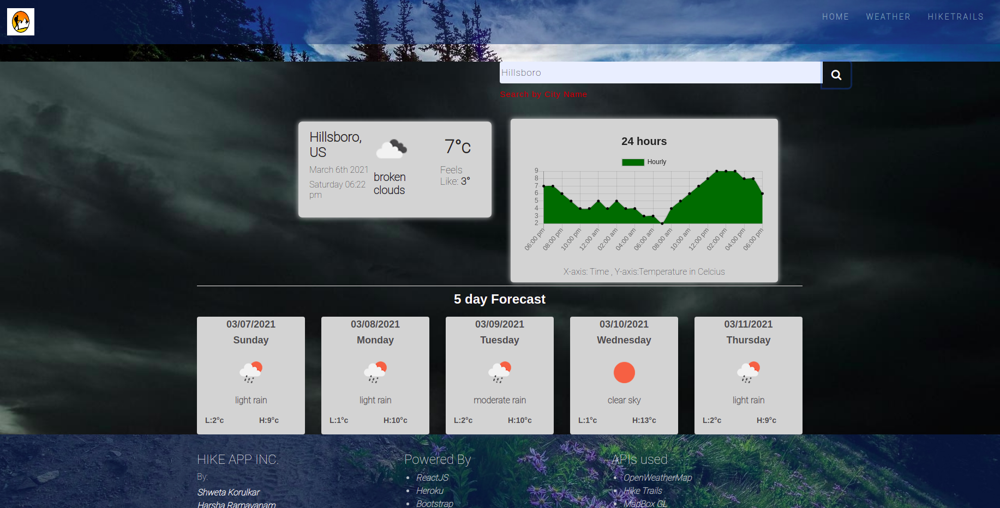 HOME WEATHER HIKETRAILS
Hillsboro
Search by City Name
Hillsboro,
US
March 6th 2021
Saturday 06:22
pm
broken
clouds
7°c
Feels
Like: 3°
24 hours
Hourly
9
8
7
6
5
4
3
2
06:00 pm
08:00 pm
10:00 pm
12:00 am
02:00 am
04:00 am
06:00 am
08:00 am
10:00 am
12:00 pm
02:00 pm
04:00 pm
06:00 pm
X-axis: Time , Y-axis:Temperature in Celcius
5 day Forecast
03/07/2021
Sunday
light rain
L:2°c H:9°c
03/08/2021
Monday
light rain
L:1°c H:10°c
03/09/2021
Tuesday
moderate rain
L:2°c H:10°c
03/10/2021
Wednesday
clear sky
L:1°c H:13°c
03/11/2021
Thursday
light rain
L:2°c H:9°c
HIKE APP INC.
By:
Shweta Korulkar
Harsha Ramayanam
Powered By
ReactJS
Heroku
Bootstrap
APIs used
OpenWeatherMap
Hike Trails
MapBox GL